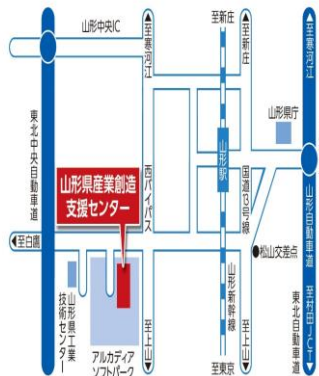 山形中央IC
至寒河江
至新庄
至新庄
至寒河江
山形県庁
東北中央自動車道
西バイパス
山形駅
国道13号線
山形自動車道
山形県産業創造
支援センター
至白鷹
松山交差点
山形県工業
技術センター
アルカディア
ソフトパーク
至上山
山形新幹線
至東京
至上山
東北自動車道
至村田JCT